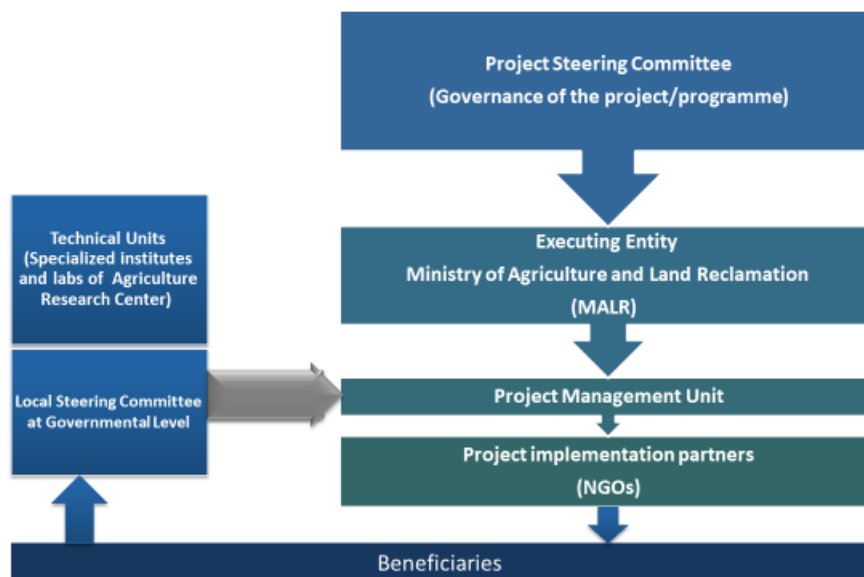 Project Steering Committee
(Governance of the project/programme)
Technical Units
(Specialized institutes
and labs of Agriculture
Research Center)
Executing Entity
Ministry of Agriculture and Land Reclamation
(MALR)
Local Steering Committee
at Governmental Level
Project Management Unit
Project implementation partners
(NGOs)
Beneficiaries